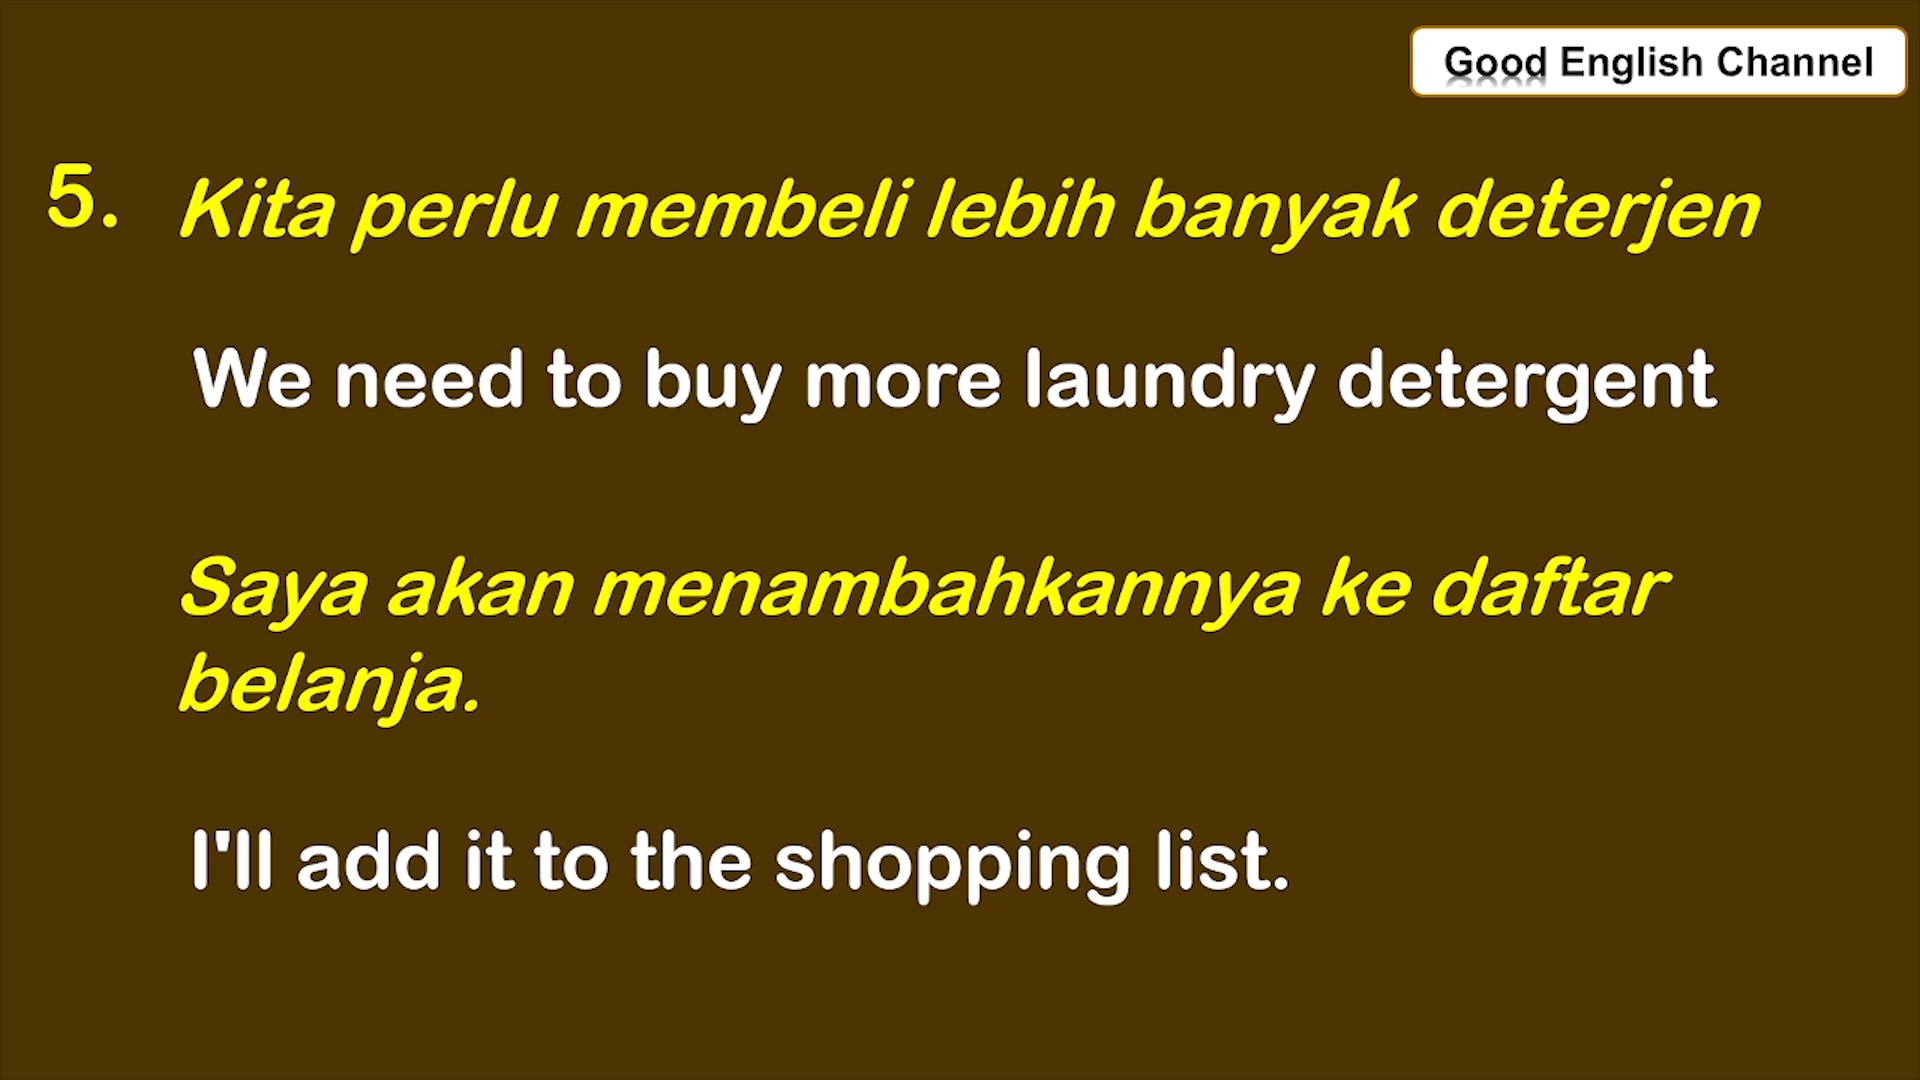 Good English Channel
5. Kita perlu membeli lebih banyak deterjen
We need to buy more laundry detergent
Saya akan menambahkannya ke daftar
belanja.
I'll add it to the shopping list.